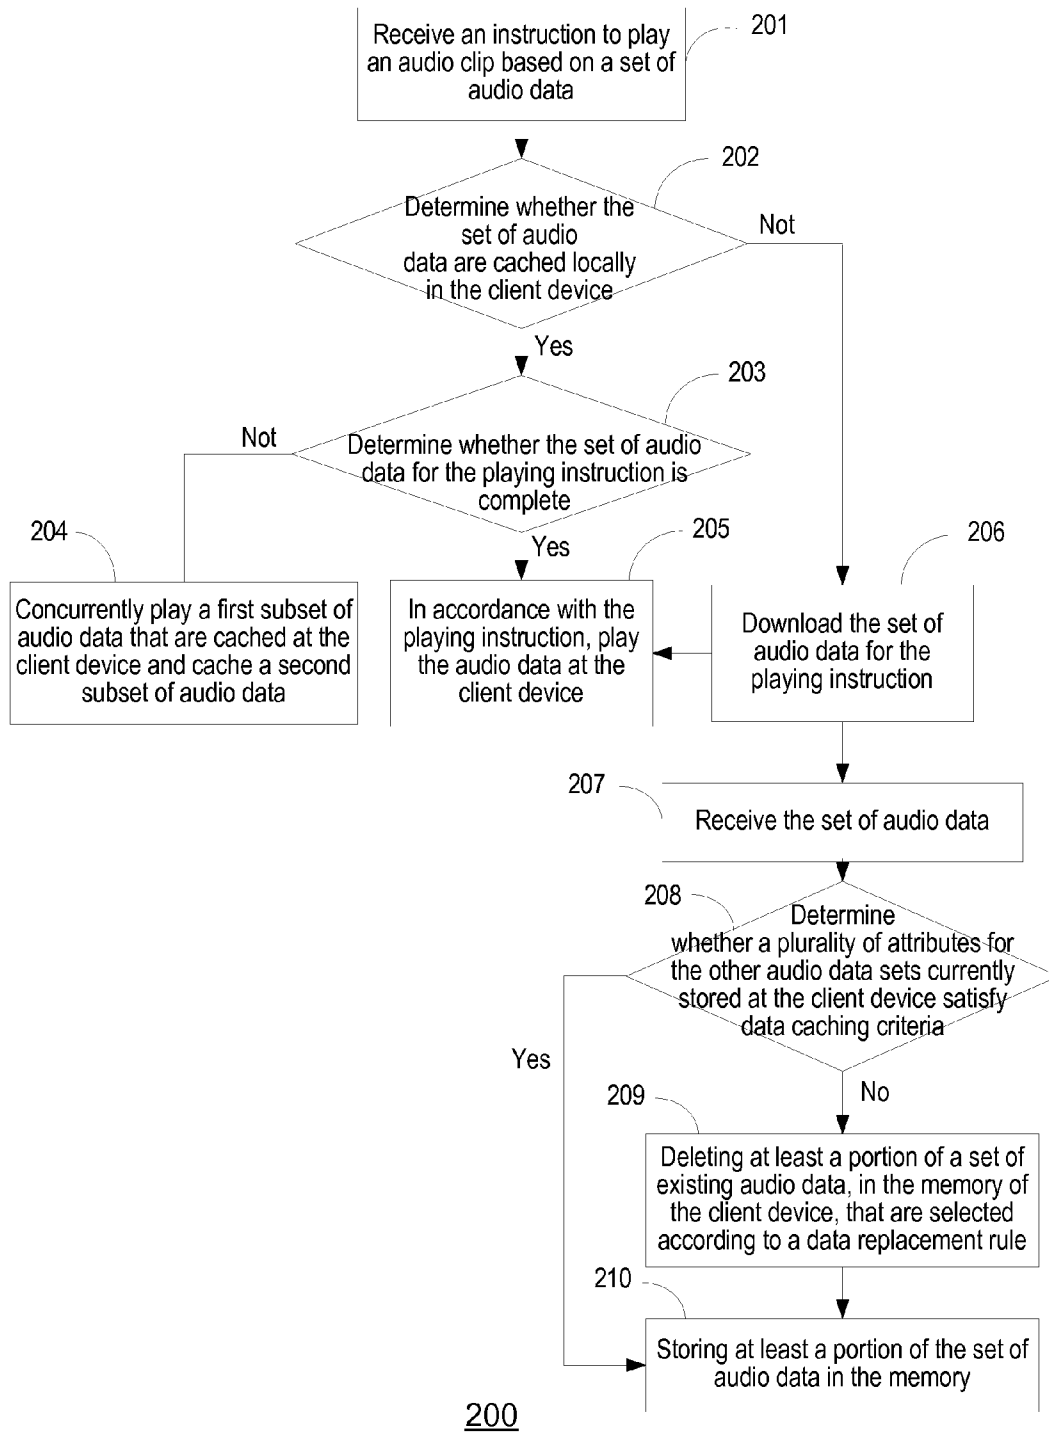 Receive an instruction to play
an audio clip based on a set of
audio data
201
202
Determine whether the
set of audio
data are cached locally
in the client device
Not
Yes
203
Not
Determine whether the set of audio
data for the playing instruction is
complete
204
Yes
205
206
Concurrently play a first subset of
audio data that are cached at the
client device and cache a second
subset of audio data
In accordance with the
playing instruction, play
the audio data at the
client device
Download the set of
audio data for the
playing instruction
207
Receive the set of audio data
208
Determine
whether a plurality of attributes for
the other audio data sets currently
stored at the client device satisfy
data caching criteria
Yes
No
209
Deleting at least a portion of a set of
existing audio data, in the memory of
the client device, that are selected
according to a data replacement rule
210
Storing at least a portion of the set of
audio data in the memory
200